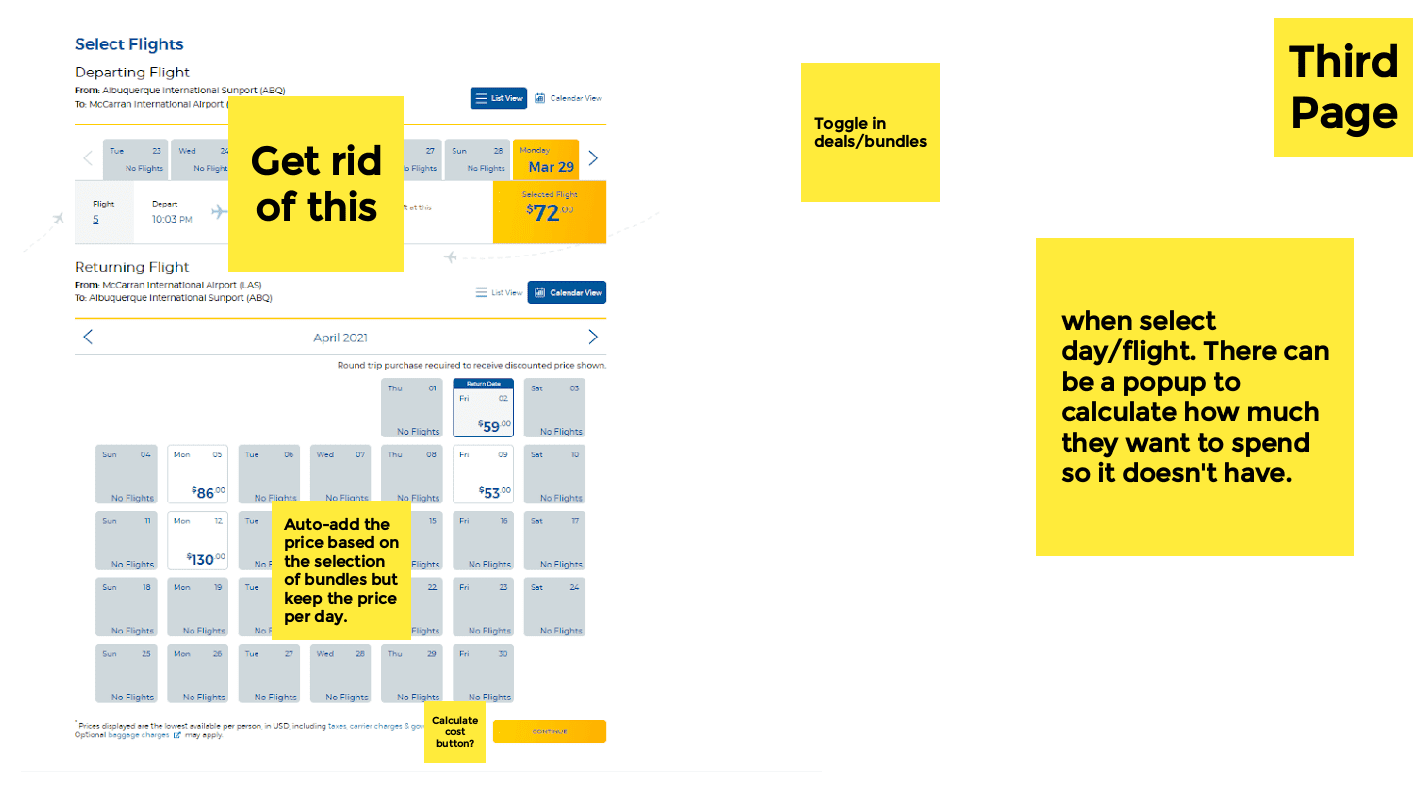 Select Flights
Departing Flight
From: Albuquerque International Sunport (ABQ)
To: McCarran International Airport (
List View
Calendar View
Tue 23 No Flights
Wed 24 No Flight
27 o Flights
Sun 28 No Flights
Monday Mar 29
Flight
5
Depart
10:03 PM
t at this
Selected Flight
$72.00
Get rid
of this
Returning Flight
From: McCarran International Airport (LAS)
To: Albuquerque International Sunport (ABQ)
List View
Calendar View
April 2021
Round trip purchase required to receive discounted price shown.
Thu 01 No Flights
Return Date Fri 02 $59.00
Sat 03 No Flights
Sun 04 No Flights
Mon 05 $86.00
Tue 06 No Flights
Wed 07 No Flights
Thu 08 No Flights
Fri 09 $53.00
Sat 10 No Flights
Sun 11 No Flights
Mon 12 $130.00
Tue No F
15 No Flights
Fri 16 No Flights
Sat 17 No Flights
Sun 18 No Flights
Mon 19 No Flights
Tue No F
22 No Flights
Fri 23 No Flights
Sat 24 No Flights
Sun 25 No Flights
Mon 26 No Flights
Tue 27 No Flights
Wed 28 No Flights
Thu 29 No Flights
Fri 30 No Flights
Auto-add the
price based on
the selection
of bundles but
keep the price
per day.
*Prices displayed are the lowest available per person, in USD, including taxes, carrier charges & gov
Optional baggage charges may apply.
Calculate
cost
button?
CONTINUE
Toggle in
deals/bundles
Third
Page
when select
day/flight. There can
be a popup to
calculate how much
they want to spend
so it doesn't have.